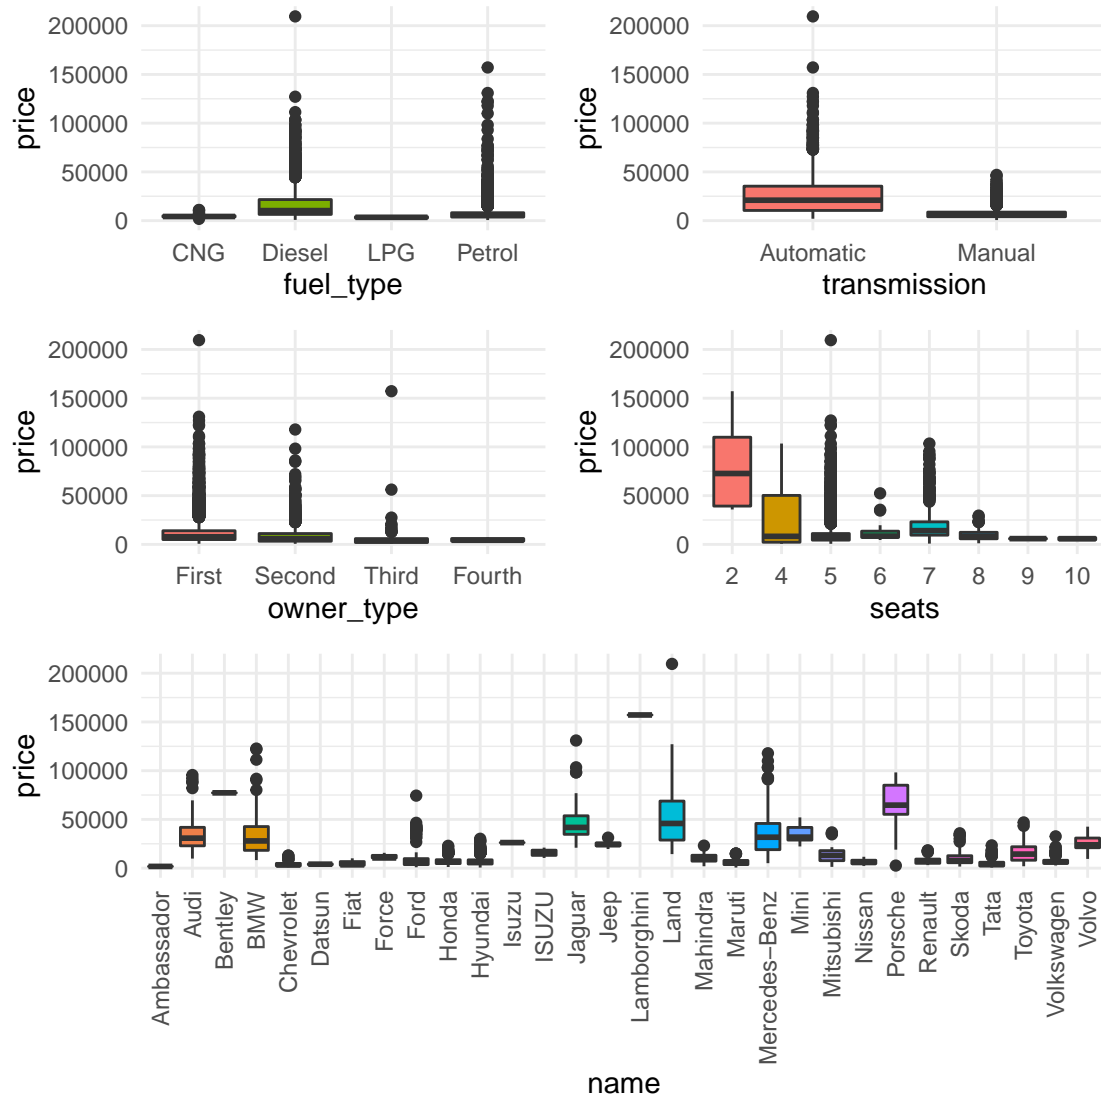 200000
150000
100000
50000
0
price
CNG Diesel LPG Petrol
fuel_type
200000
150000
100000
50000
0
price
Automatic Manual
transmission
200000
150000
100000
50000
0
price
First Second Third Fourth
owner_type
200000
150000
100000
50000
0
price
2 4 5 6 7 8 9 10
seats
200000
150000
100000
50000
0
price
Ambassador
Audi
Bentley
BMW
Chevrolet
Datsun
Fiat
Force
Ford
Honda
Hyundai
Isuzu
ISUZU
Jaguar
Jeep
Lamborghini
Land
Mahindra
Maruti
Mercedes−Benz
Mini
Mitsubishi
Nissan
Porsche
Renault
Skoda
Tata
Toyota
Volkswagen
Volvo
name